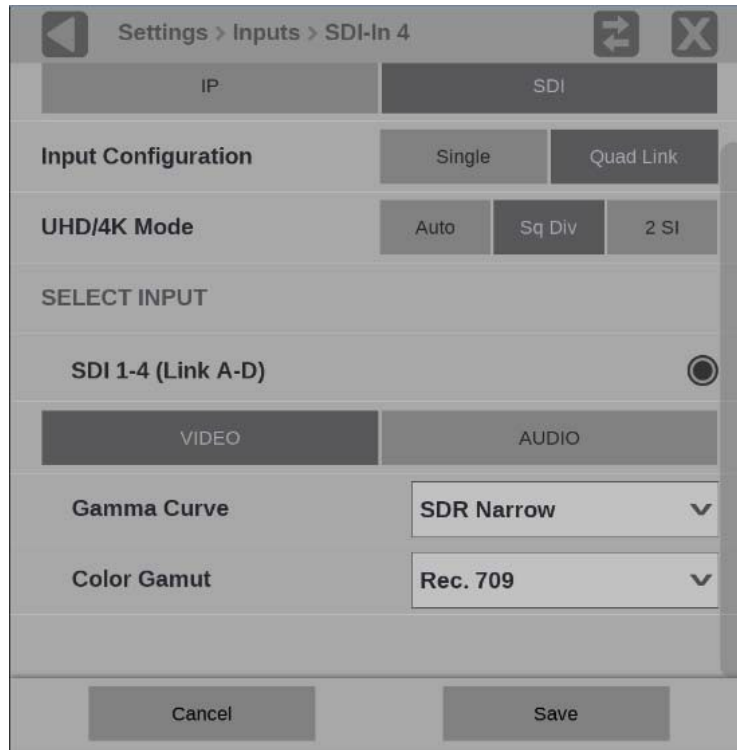 Settings > Inputs > SDI-In 4
IP SDI
Input Configuration Single Quad Link
UHD/4K Mode Auto Sq Div 2 SI
SELECT INPUT
SDI 1-4 (Link A-D)
VIDEO AUDIO
Gamma Curve SDR Narrow
Color Gamut Rec. 709
Cancel Save